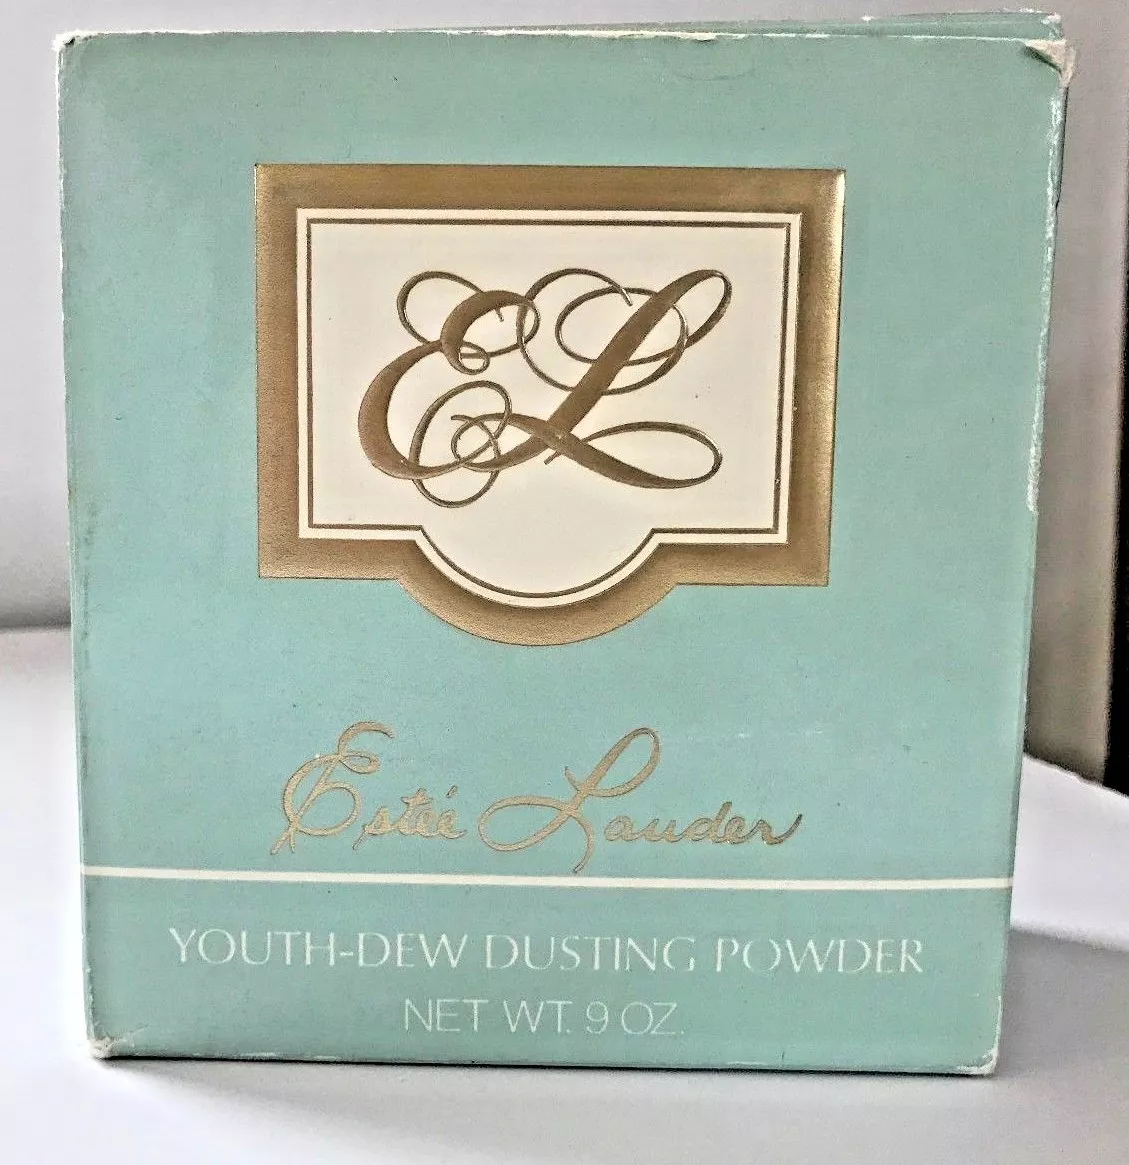 EL
Estée Lauder
YOUTH-DEW DUSTING POWDER
NET WT. 9 OZ.